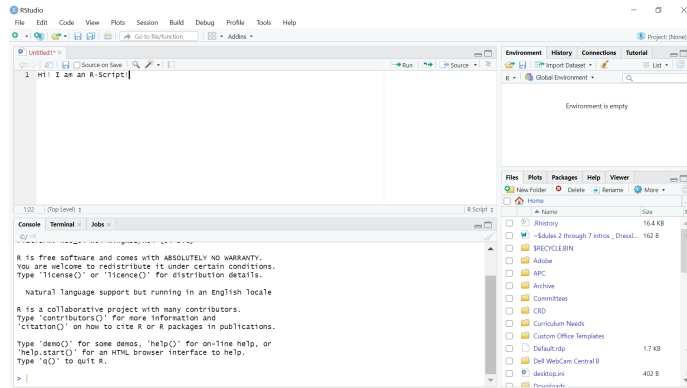 RStudio
File Edit Code View Plots Session Build Debug Profile Tools Help
Go to file/function Addins
Project: (None)
Untitled1*
Source on Save Run Source
1 Hi! I am an R-Script!
1:22 (Top Level) R Script
Console Terminal Jobs
R is free software and comes with ABSOLUTELY NO WARRANTY.
You are welcome to redistribute it under certain conditions.
Type 'license()' or 'licence()' for distribution details.
Natural language support but running in an English locale
R is a collaborative project with many contributors.
Type 'contributors()' for more information and
'citation()' on how to cite R or R packages in publications.
Type 'demo()' for some demos, 'help()' for on-line help, or
'help.start()' for an HTML browser interface to help.
Type 'q()' to quit R.
>
Environment History Connections Tutorial
Import Dataset List
R Global Environment
Environment is empty
Files Plots Packages Help Viewer
New Folder Delete Rename More
Home
Name Size
.Rhistory 16.4 KB
~$dules 2 through 7 intros _ Dressl... 162 B
$RECYCLE.BIN
Adobe
APC
Archive
Committees
CRD
Curriculum Needs
Custom Office Templates
Default.rdp 1.7 KB
Dell WebCam Central B
desktop.ini 402 B
Downloads